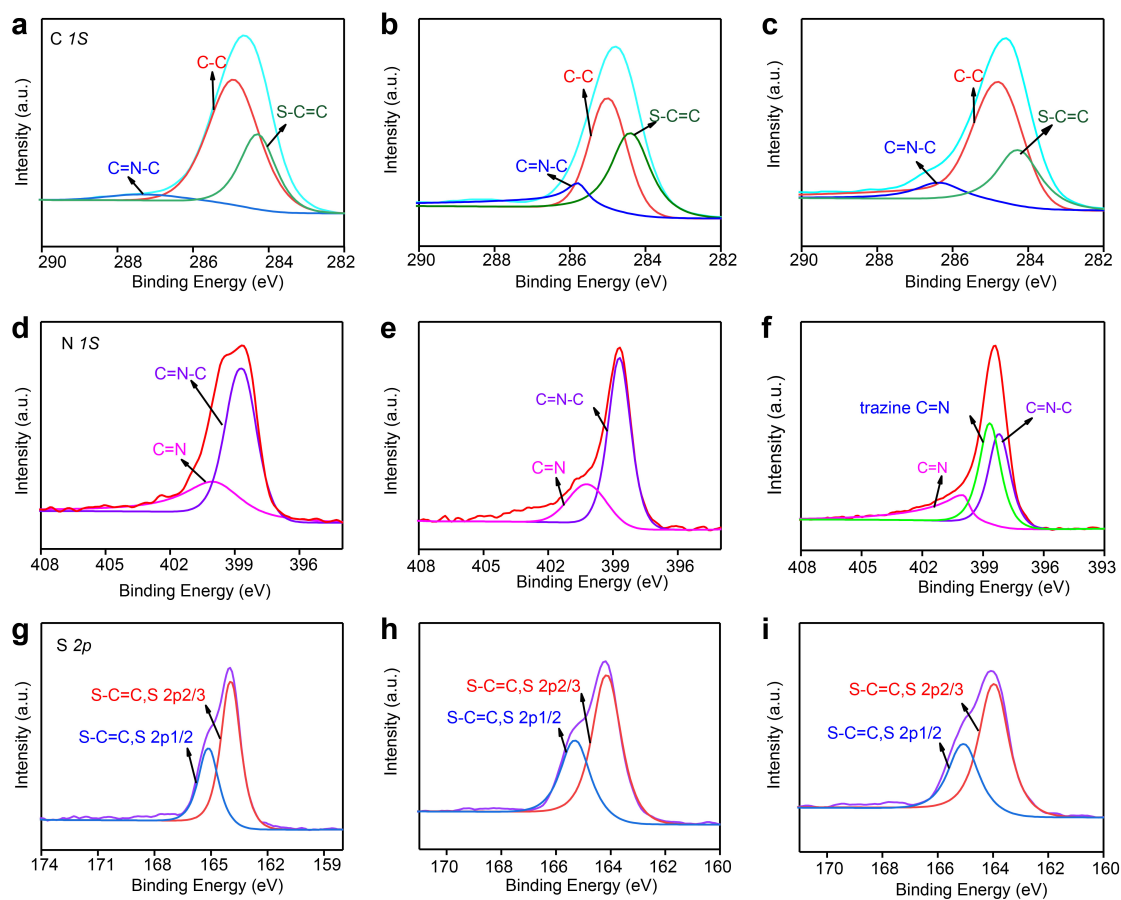 a
C 1S
C-C
S-C=C
C=N-C
Intensity (a.u.)
290 288 286 284 282
Binding Energy (eV)
b
C-C
S-C=C
C=N-C
Intensity (a.u.)
290 288 286 284 282
Binding Energy (eV)
c
C-C
S-C=C
C=N-C
Intensity (a.u.)
290 288 286 284 282
Binding Energy (eV)
d
N 1S
C=N-C
C=N
Intensity (a.u.)
408 405 402 399 396
Binding Energy (eV)
e
C=N-C
C=N
Intensity (a.u.)
408 405 402 399 396
Binding Energy (eV)
f
trazine C=N
C=N-C
C=N
Intensity (a.u.)
408 405 402 399 396 393
Binding Energy (eV)
g
S 2p
S-C=C,S 2p2/3
S-C=C,S 2p1/2
Intensity (a.u.)
174 171 168 165 162 159
Binding Energy (eV)
h
S-C=C,S 2p2/3
S-C=C,S 2p1/2
Intensity (a.u.)
170 168 166 164 162 160
Binding Energy (eV)
i
S-C=C,S 2p2/3
S-C=C,S 2p1/2
Intensity (a.u.)
170 168 166 164 162 160
Binding Energy (eV)